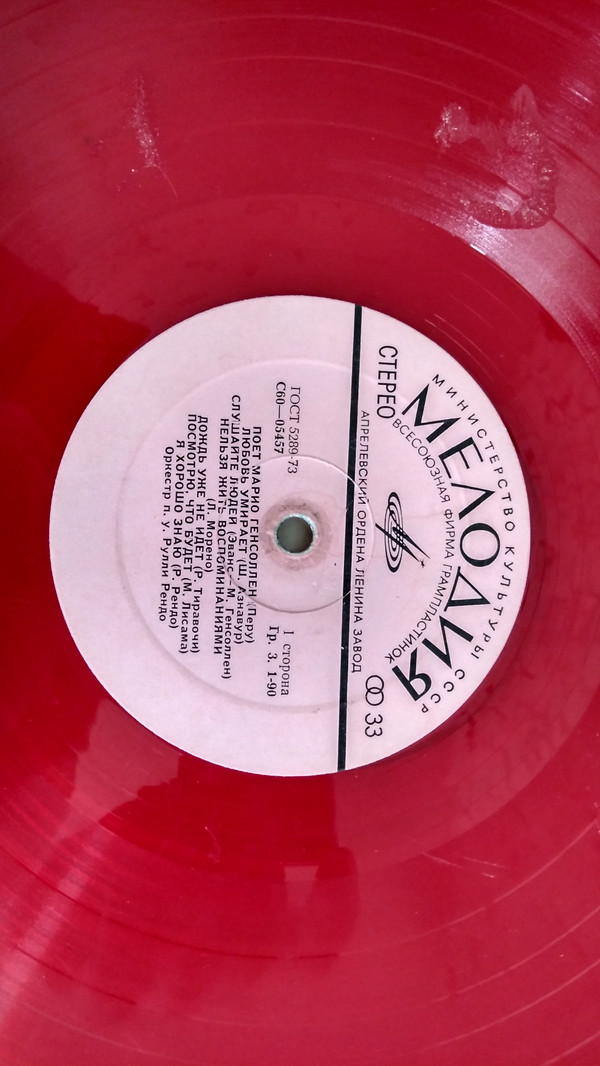 МИНИСТЕРСТВО КУЛЬТУРЫ СССР
МЕЛОДИЯ
ВСЕСОЮЗНАЯ ФИРМА ГРАМПЛАСТИНОК
СТЕРЕО
33
АПРЕЛЕВСКИЙ ОРДЕНА ЛЕНИНА ЗАВОД
ГОСТ 5289-73
1 сторона
С60—05457
Гр. 3. 1-90
ПОЕТ МАРИО ГЕНСОЛЛЕН (Перу)
ЛЮБОВЬ УМИРАЕТ (Ш. Азнавур)
СЛУШАЙТЕ ЛЮДЕЙ (Эванс — М. Генсоллен)
НЕЛЬЗЯ ЖИТЬ ВОСПОМИНАНИЯМИ
(Л. Морено)
ДОЖДЬ УЖЕ НЕ ИДЕТ (Р. Тиравочи)
ПОСМОТРЮ, ЧТО БУДЕТ (М. Лисама)
Я ХОРОШО ЗНАЮ (Р. Рендо)
Оркестр п. у. Рулли Рендо